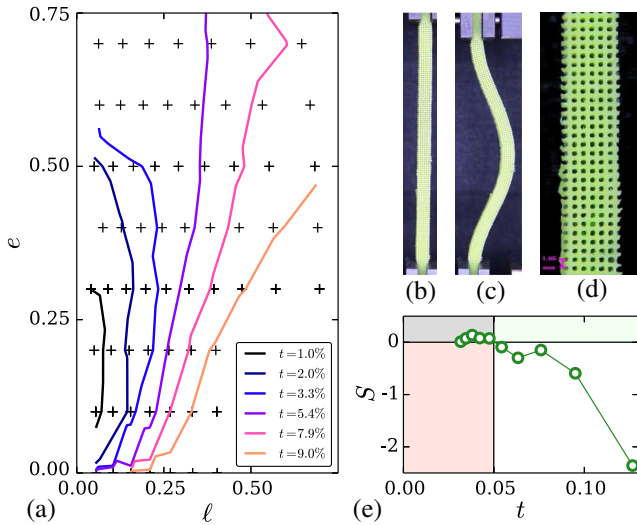 0.75
0.50
0.25
0.00
e
0.00
0.25
0.50
ℓ
t=1.0%
t=2.0%
t=3.3%
t=5.4%
t=7.9%
t=9.0%
(a)
(b)
(c)
(d)
0
-1
-2
S
0.00
0.05
0.10
t
(e)